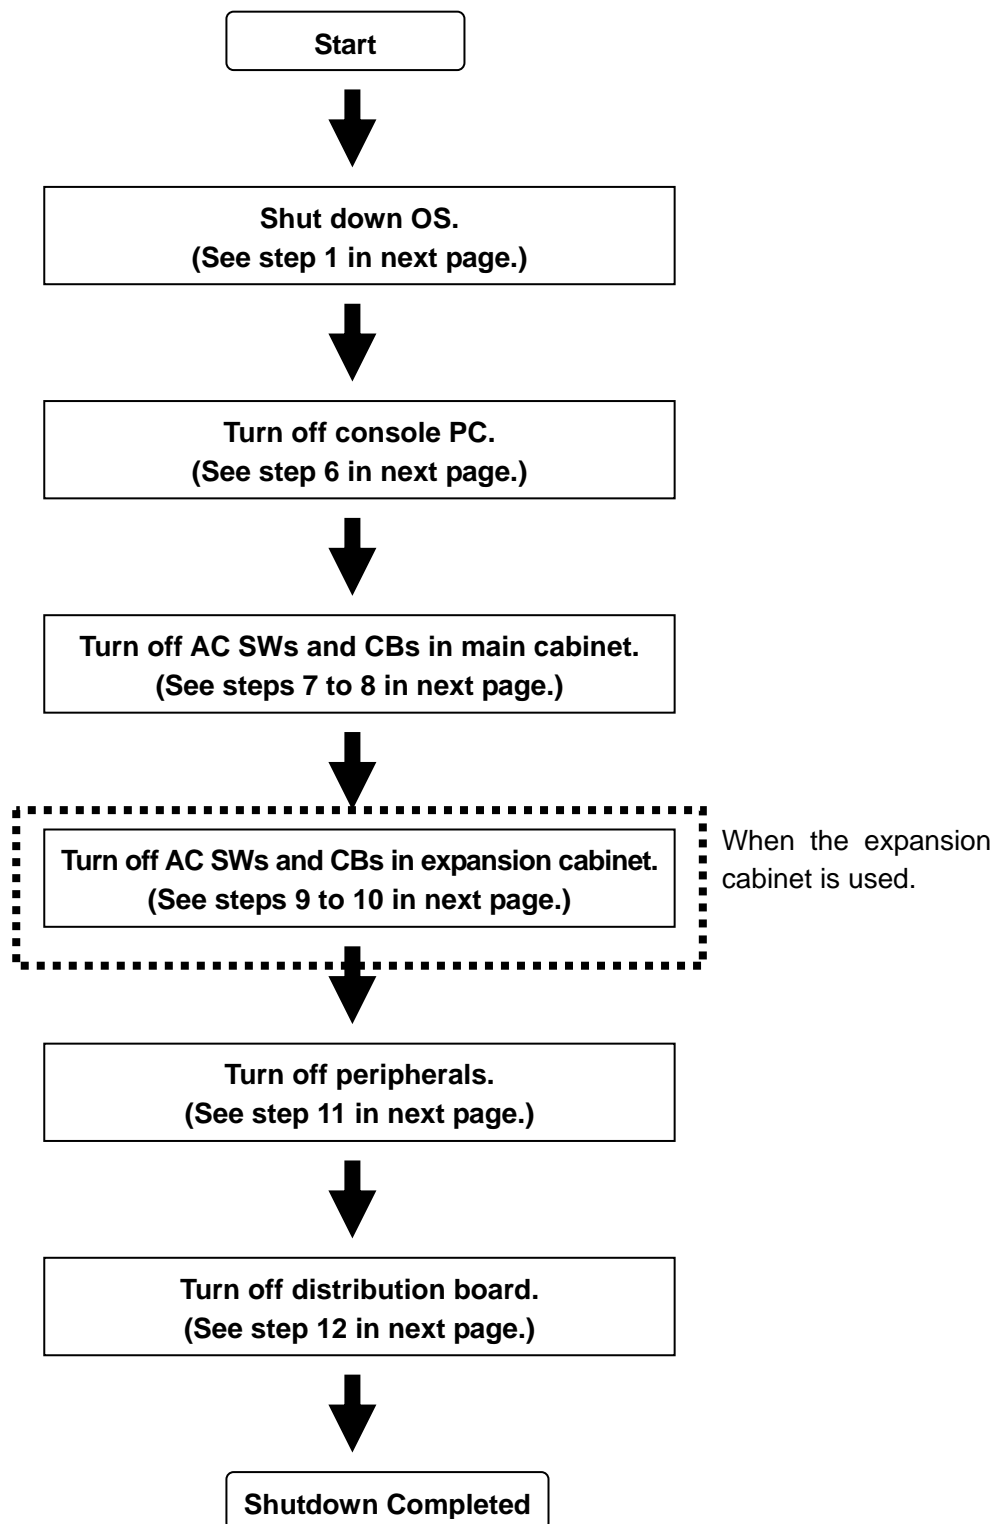 Start
Shut down OS.
(See step 1 in next page.)
Turn off console PC.
(See step 6 in next page.)
Turn off AC SWs and CBs in main cabinet.
(See steps 7 to 8 in next page.)
Turn off AC SWs and CBs in expansion cabinet.
(See steps 9 to 10 in next page.)
When the expansion
cabinet is used.
Turn off peripherals.
(See step 11 in next page.)
Turn off distribution board.
(See step 12 in next page.)
Shutdown Completed